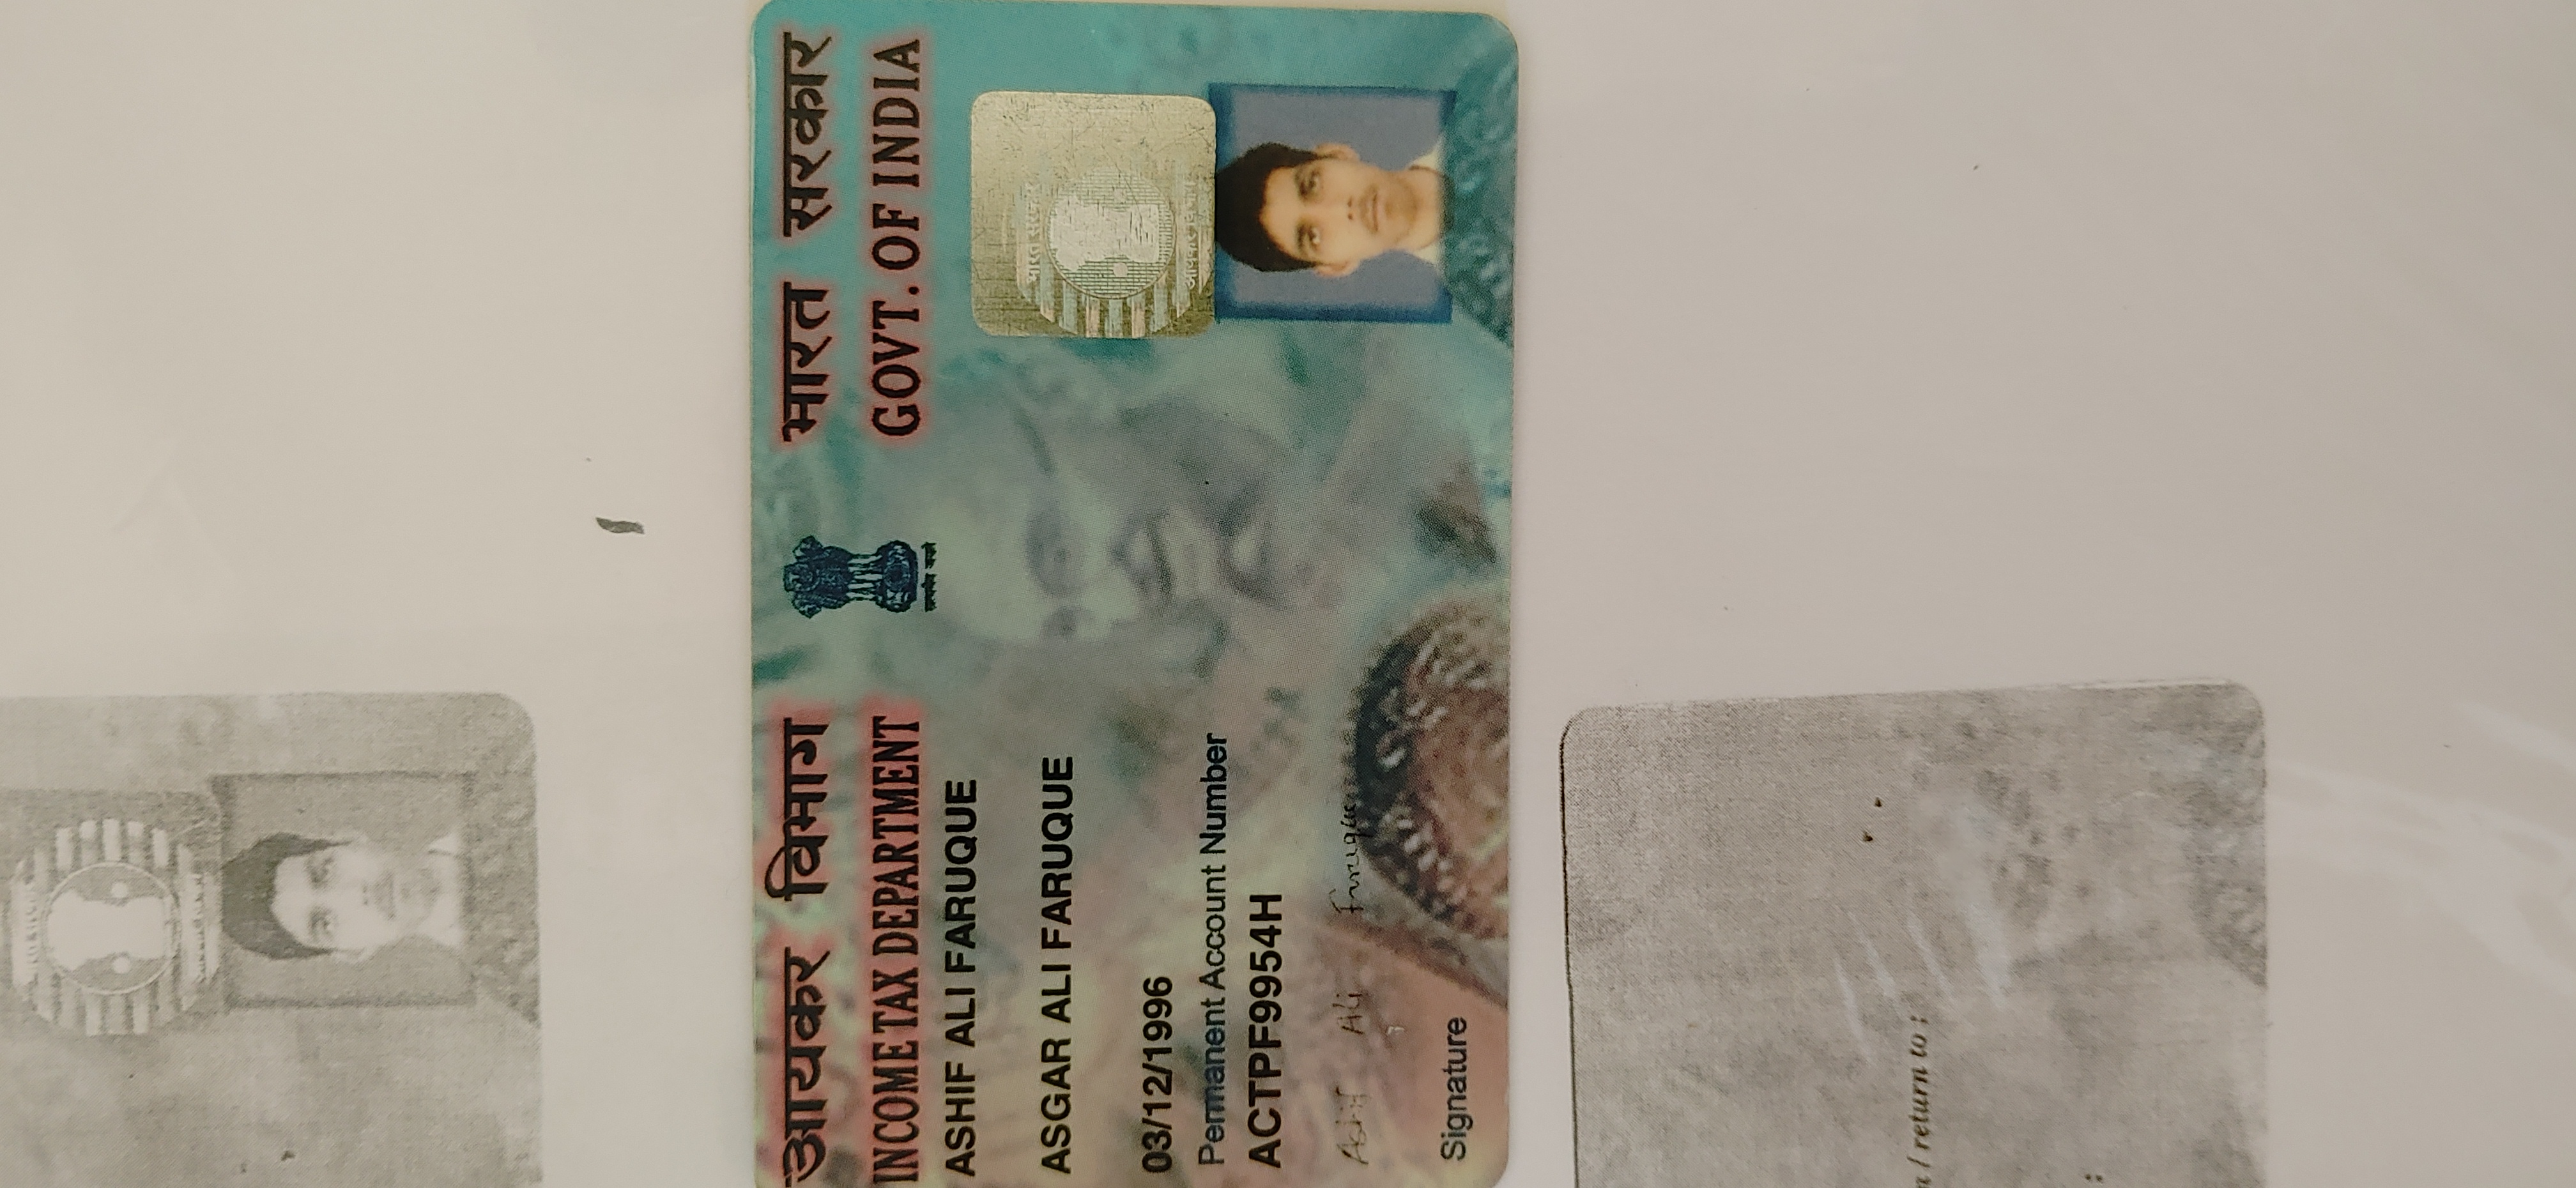 आयकर विभाग
भारत सरकार
INCOME TAX DEPARTMENT
GOVT. OF INDIA
सत्यमेव जयते
ASHIF ALI FARUQUE
ASGAR ALI FARUQUE
03/12/1996
Permanent Account Number
ACTPF9954H
Ashif Ali Faruque
Signature
भारत सरकार
आयकर विभाग
/ return to :
: